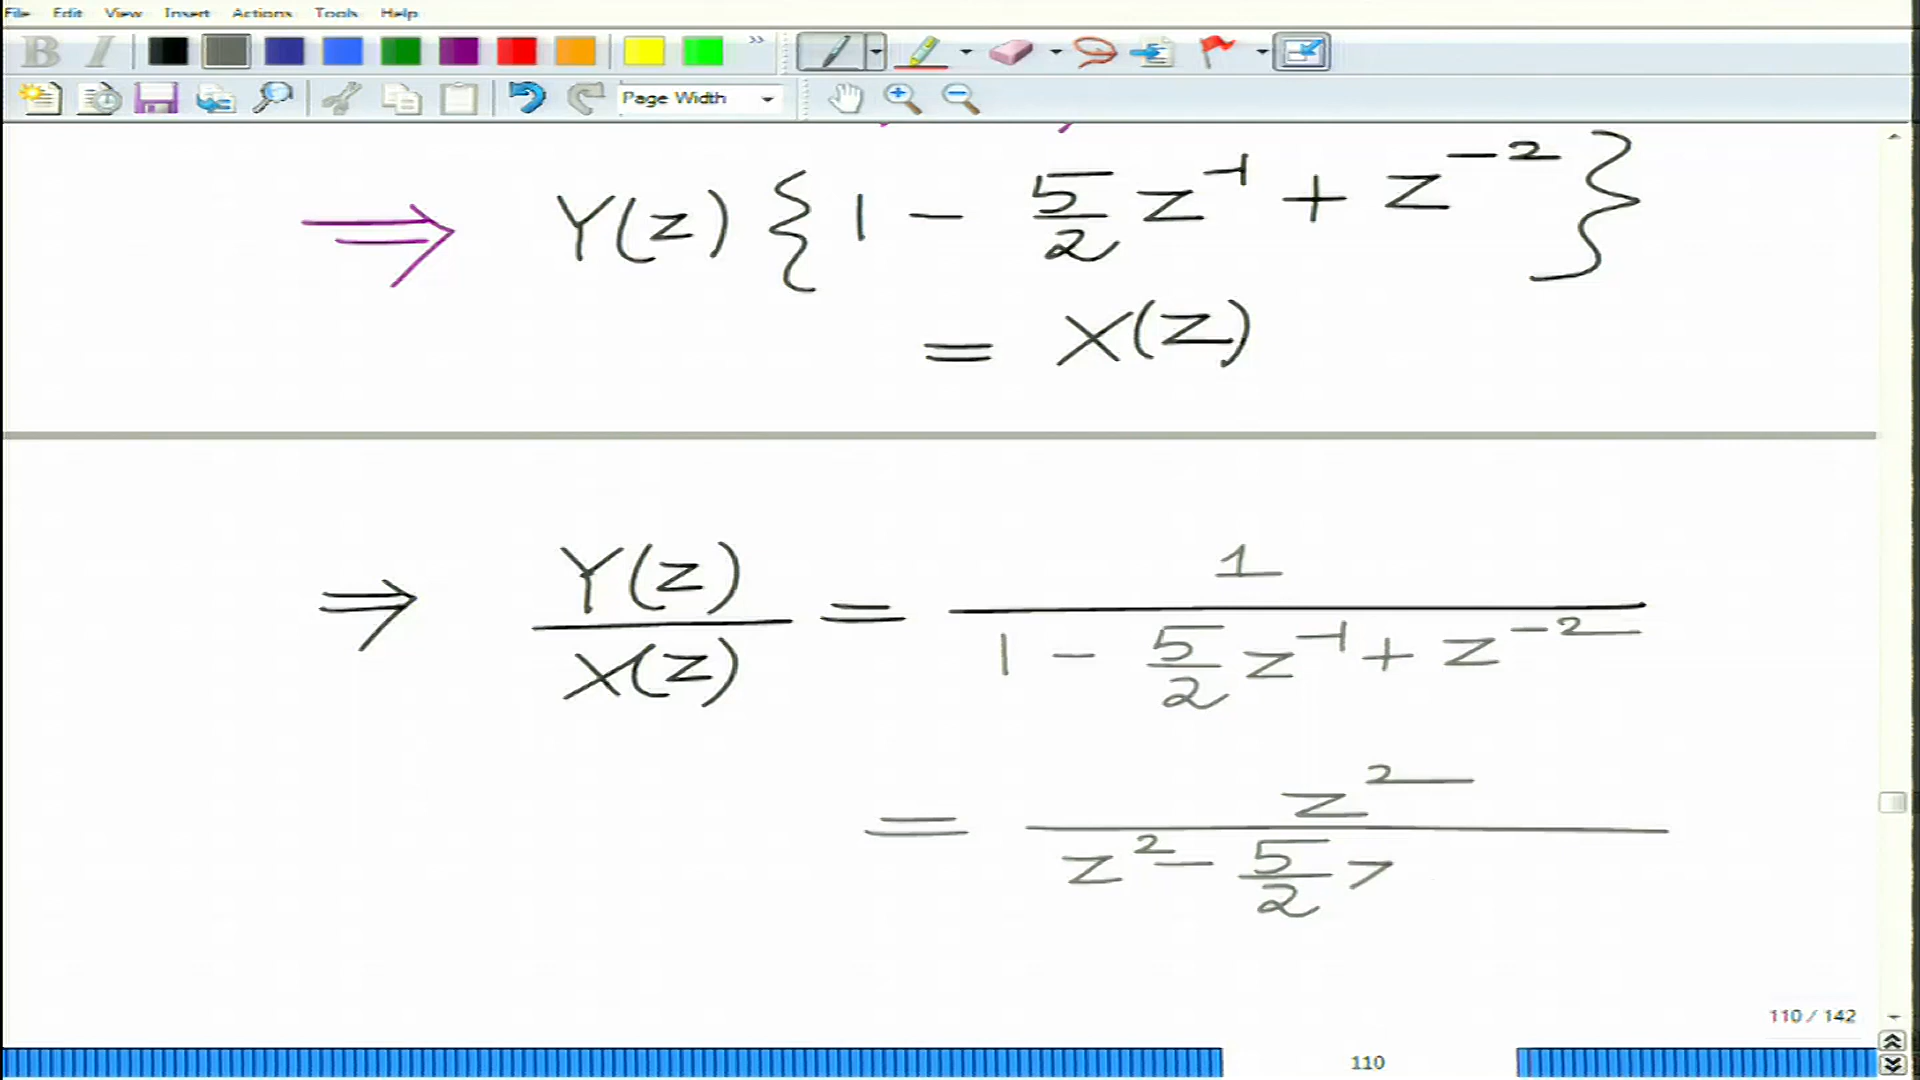 File Edit View Insert Actions Tools Help
B I
Page Width
⇒ Y(z) { 1 - 5/2 z^-1 + z^-2 }
= X(z)
⇒ Y(z)/X(z) = 1/(1 - 5/2 z^-1 + z^-2)
= z^2/(z^2 - 5/2
110 / 142
110